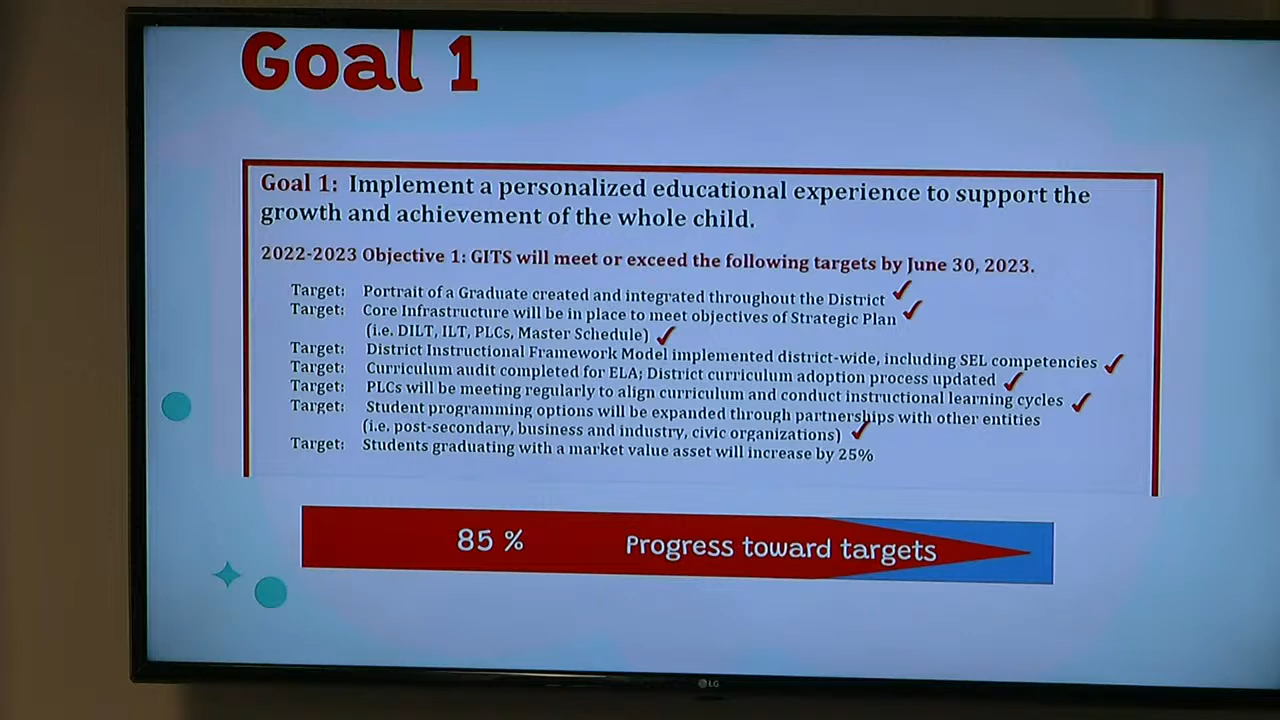 Goal 1
Goal 1: Implement a personalized educational experience to support the
growth and achievement of the whole child.
2022-2023 Objective 1: GITS will meet or exceed the following targets by June 30, 2023.
Target: Portrait of a Graduate created and integrated throughout the District ✓
Target: Core Infrastructure will be in place to meet objectives of Strategic Plan ✓
(i.e. DILT, ILT, PLCs, Master Schedule) ✓
Target: District Instructional Framework Model implemented district-wide, including SEL competencies ✓
Target: Curriculum audit completed for ELA; District curriculum adoption process updated ✓
Target: PLCs will be meeting regularly to align curriculum and conduct instructional learning cycles ✓
Target: Student programming options will be expanded through partnerships with other entities
(i.e. post-secondary, business and industry, civic organizations) ✓
Target: Students graduating with a market value asset will increase by 25%
85 % Progress toward targets
LG